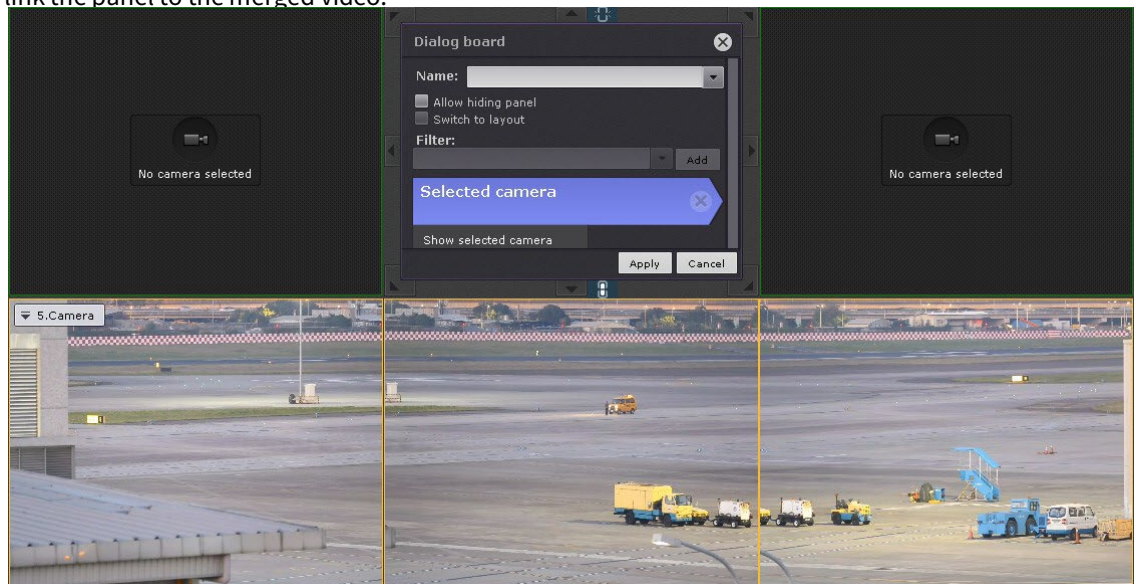 link the panel to the merged video.
Dialog board
Name:
Allow hiding panel
Switch to layout
Filter:
Add
No camera selected
No camera selected
Selected camera
Show selected camera
Apply Cancel
5.Camera